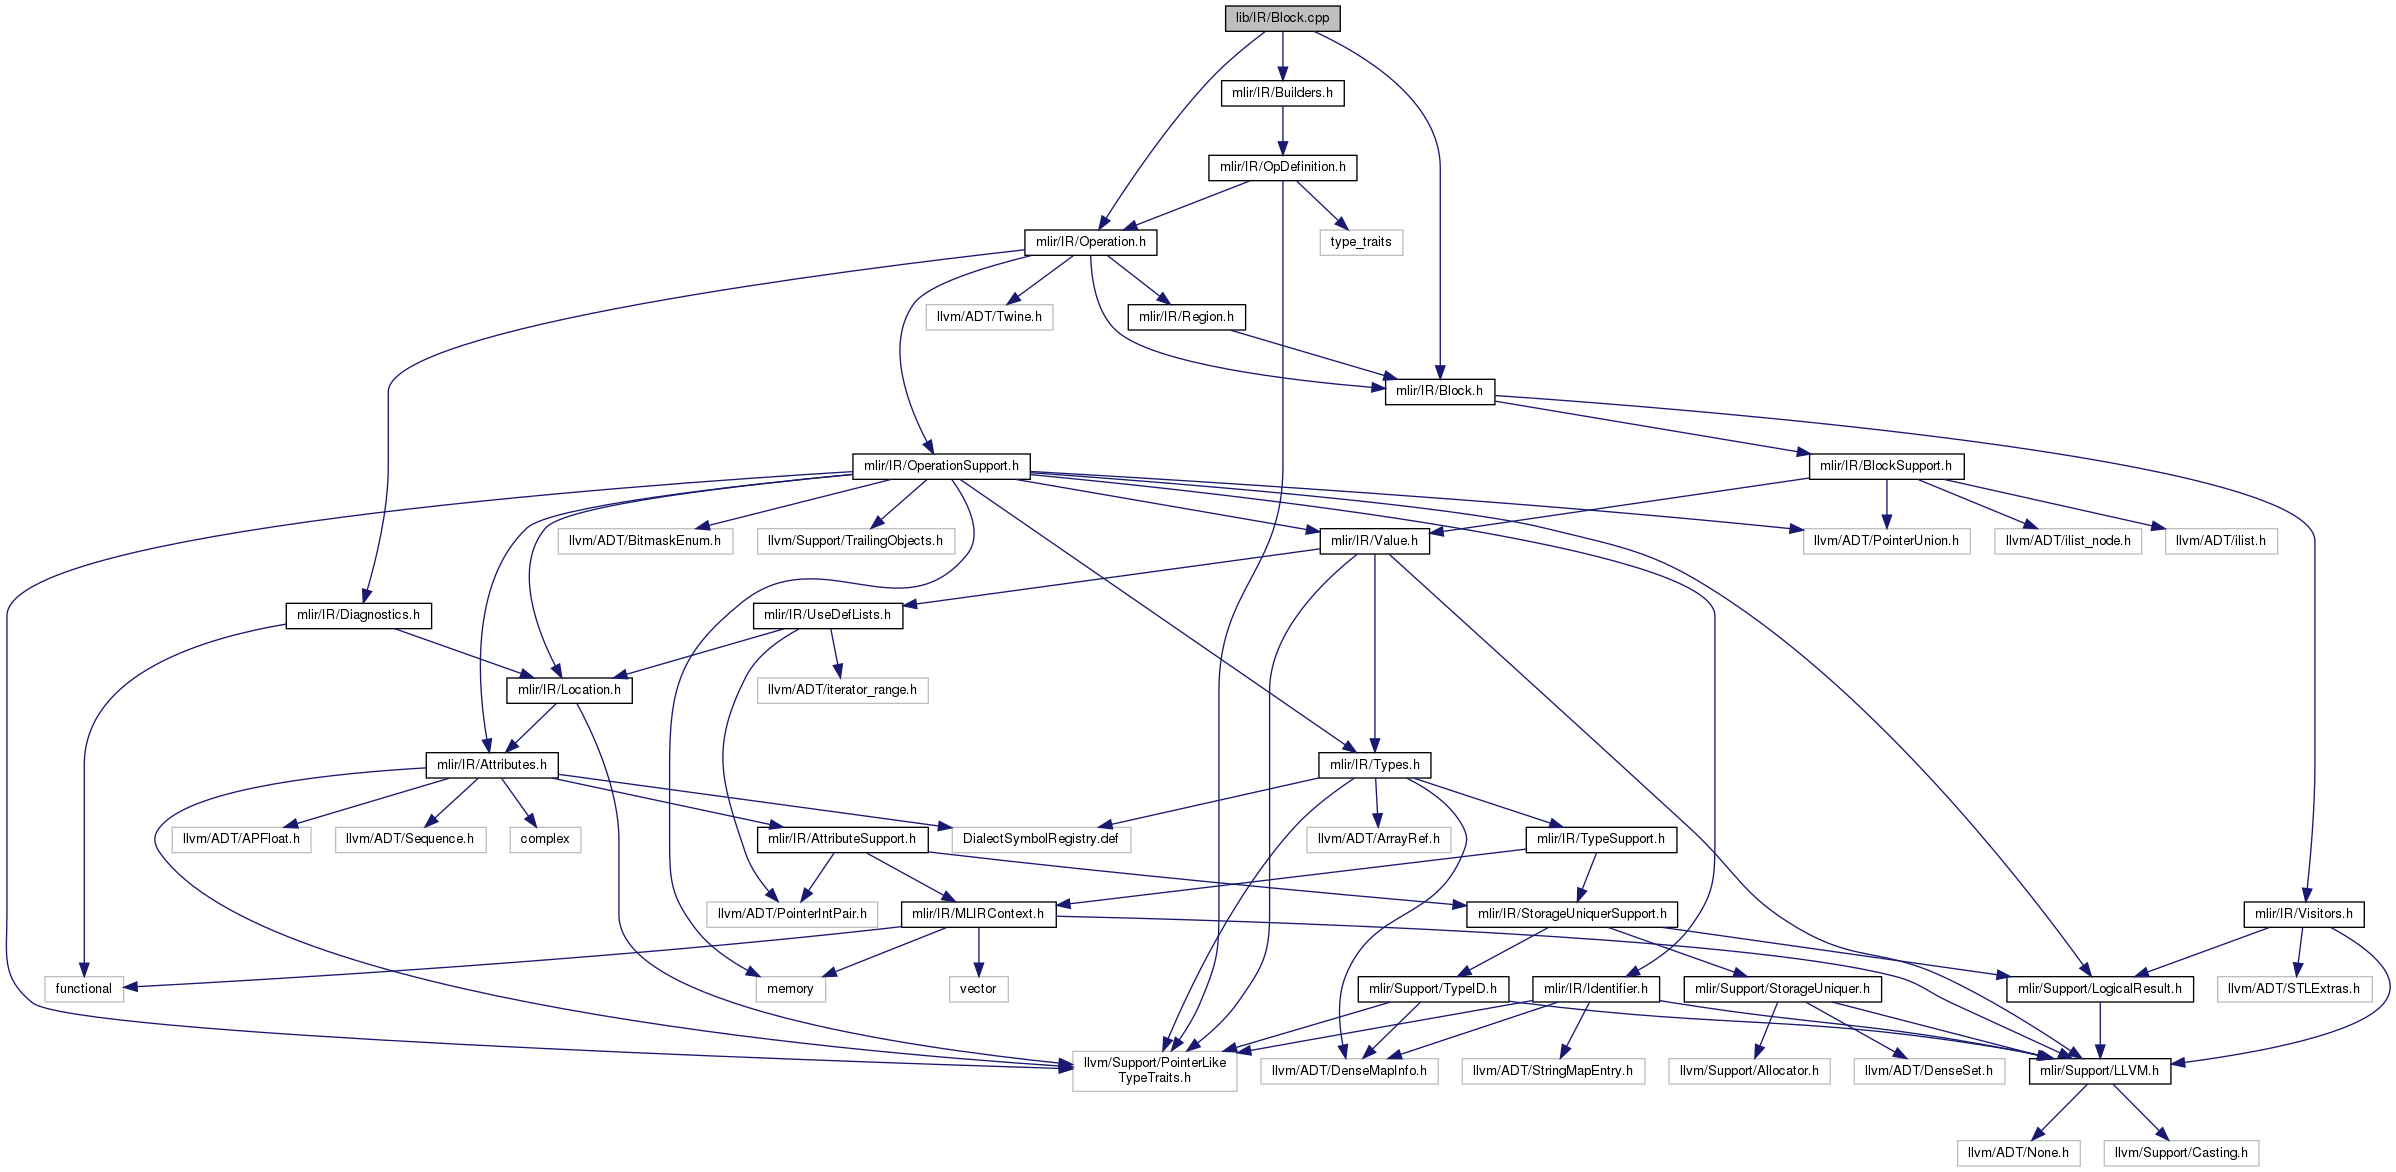 lib/IR/Block.cpp
mlir/IR/Builders.h
mlir/IR/OpDefinition.h
mlir/IR/Operation.h
type_traits
llvm/ADT/Twine.h
mlir/IR/Region.h
mlir/IR/Block.h
mlir/IR/OperationSupport.h
mlir/IR/BlockSupport.h
llvm/ADT/BitmaskEnum.h
llvm/Support/TrailingObjects.h
mlir/IR/Value.h
llvm/ADT/PointerUnion.h
llvm/ADT/ilist_node.h
llvm/ADT/ilist.h
mlir/IR/Diagnostics.h
mlir/IR/UseDefLists.h
mlir/IR/Location.h
llvm/ADT/iterator_range.h
mlir/IR/Attributes.h
mlir/IR/Types.h
llvm/ADT/APFloat.h
llvm/ADT/Sequence.h
complex
mlir/IR/AttributeSupport.h
DialectSymbolRegistry.def
llvm/ADT/ArrayRef.h
mlir/IR/TypeSupport.h
llvm/ADT/PointerIntPair.h
mlir/IR/MLIRContext.h
mlir/IR/StorageUniquerSupport.h
mlir/IR/Visitors.h
functional
memory
vector
mlir/Support/TypeID.h
mlir/IR/Identifier.h
mlir/Support/StorageUniquer.h
mlir/Support/LogicalResult.h
llvm/ADT/STLExtras.h
llvm/Support/PointerLike
TypeTraits.h
llvm/ADT/DenseMapInfo.h
llvm/ADT/StringMapEntry.h
llvm/Support/Allocator.h
llvm/ADT/DenseSet.h
mlir/Support/LLVM.h
llvm/ADT/None.h
llvm/Support/Casting.h